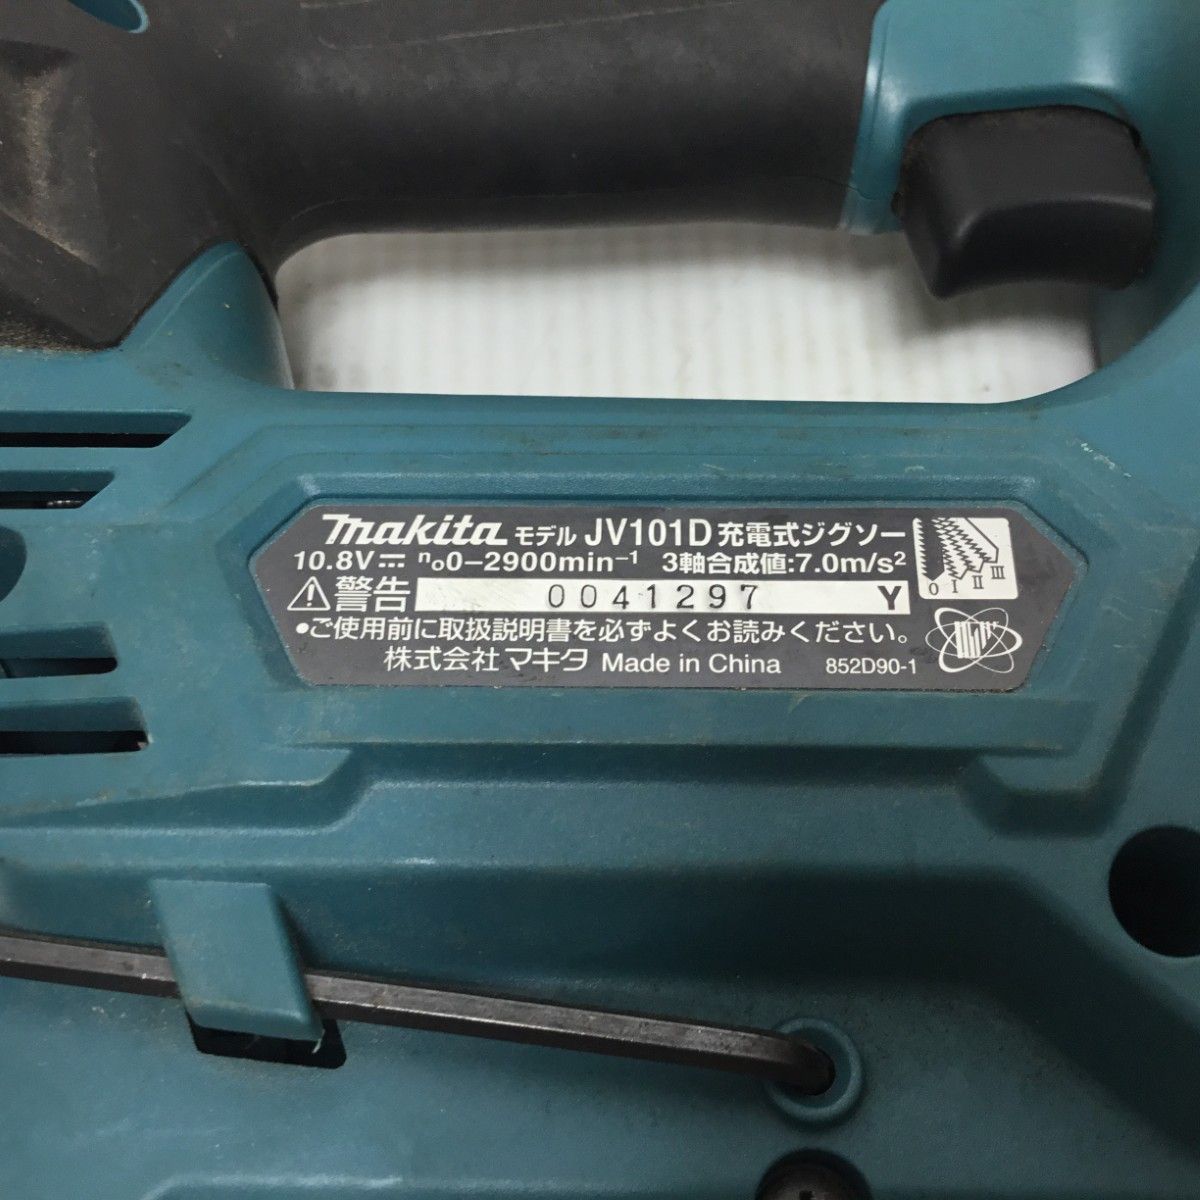 makita モデル JV101D 充電式ジグソー
10.8V⎓ n₀0−2900min⁻¹ 3軸合成値:7.0m/s²
⚠警告 0041297 Y
●ご使用前に取扱説明書を必ずよくお読みください。
株式会社 マキタ Made in China 852D90-1
0 I II III